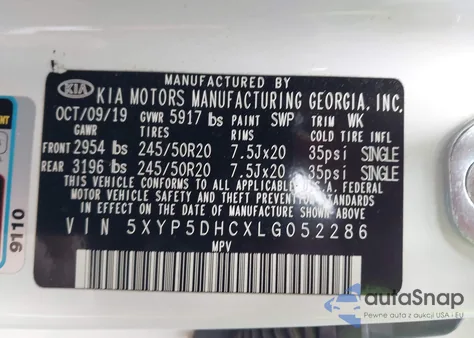 MANUFACTURED BY
KIA KIA MOTORS MANUFACTURING GEORGIA, INC.
OCT/09/19 GVWR 5917 lbs PAINT SWP TRIM WK
GAWR TIRES RIMS COLD TIRE INFL
FRONT 2954 lbs 245/50R20 7.5Jx20 35psi SINGLE
REAR 3196 lbs 245/50R20 7.5Jx20 35psi SINGLE
THIS VEHICLE CONFORMS TO ALL APPLICABLE U.S.A. FEDERAL
MOTOR VEHICLE SAFETY AND THEFT PREVENTION STANDARDS
IN EFFECT ON THE DATE OF MANUFACTURE SHOWN ABOVE.
VIN 5XYP5DHCXLG052286
MPV
9110
autoSnap
Pewne auta z USA i EU